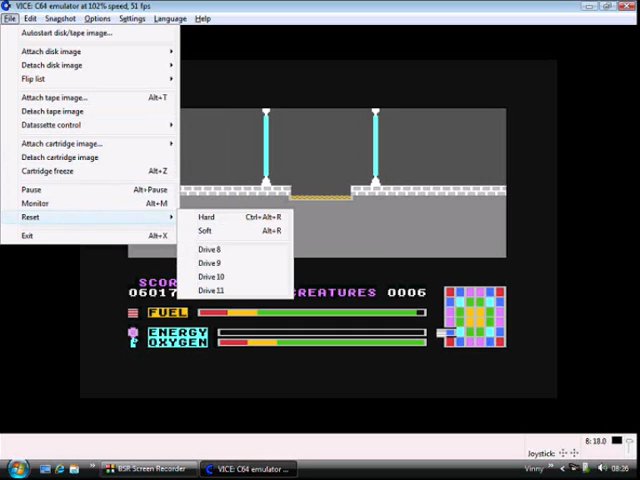 VICE: C64 emulator at 102% speed, 51 fps
File Edit Snapshot Options Settings Language Help
Autostart disk/tape image...
Attach disk image
Detach disk image
Flip list
Attach tape image... Alt+T
Detach tape image
Datassette control
Attach cartridge image...
Detach cartridge image
Cartridge freeze Alt+Z
Pause Alt+Pause
Monitor Alt+M
Reset
Exit Alt+X
Hard Ctrl+Alt+R
Soft Alt+R
Drive 8
Drive 9
Drive 10
Drive 11
SCOR
06017 CREATURES 0006
FUEL
ENERGY
OXYGEN
8: 18.0
Joystick:
BSR Screen Recorder
VICE: C64 emulator ...
Vinny
08:26